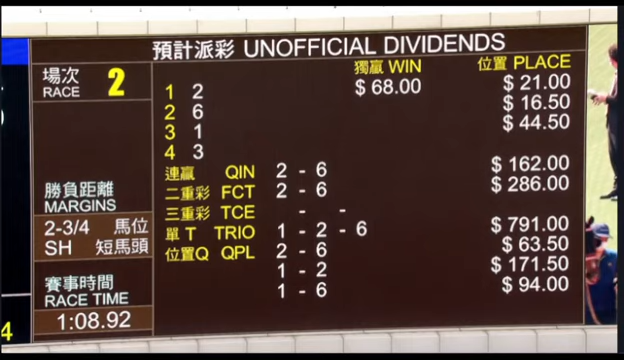 預計派彩 UNOFFICIAL DIVIDENDS
場次
RACE 2
獨贏 WIN 位置 PLACE
1 2 $ 68.00 $ 21.00
2 6 $ 16.50
3 1 $ 44.50
4 3
連贏 QIN 2 - 6 $ 162.00
二重彩 FCT 2 - 6 $ 286.00
三重彩 TCE - -
單T TRIO 1 - 2 - 6 $ 791.00
位置Q QPL 2 - 6 $ 63.50
1 - 2 $ 171.50
1 - 6 $ 94.00
勝負距離
MARGINS
2-3/4 馬位
SH 短馬頭
賽事時間
RACE TIME
1:08.92
4